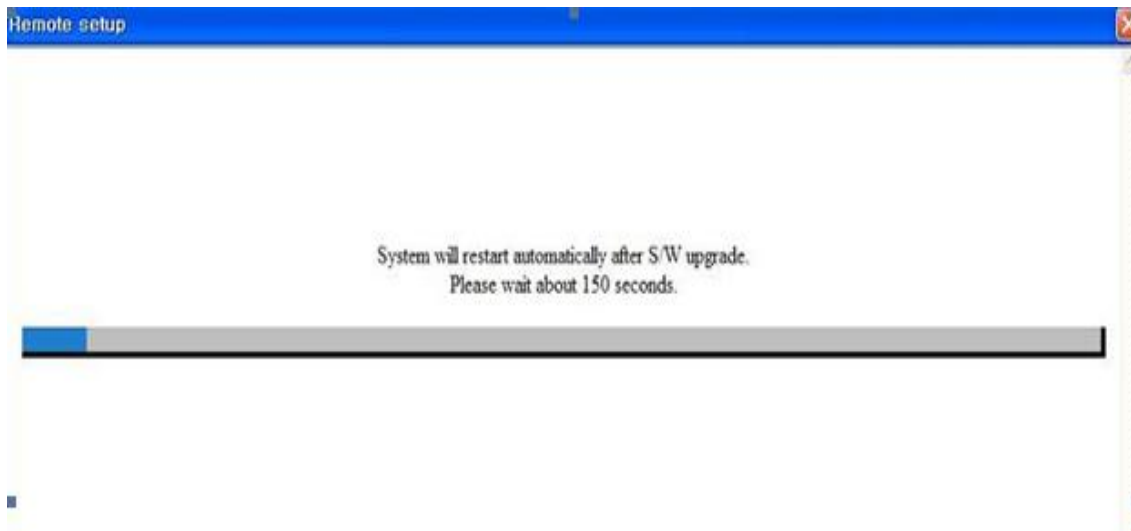 Remote setup
System will restart automatically after S/W upgrade.
Please wait about 150 seconds.